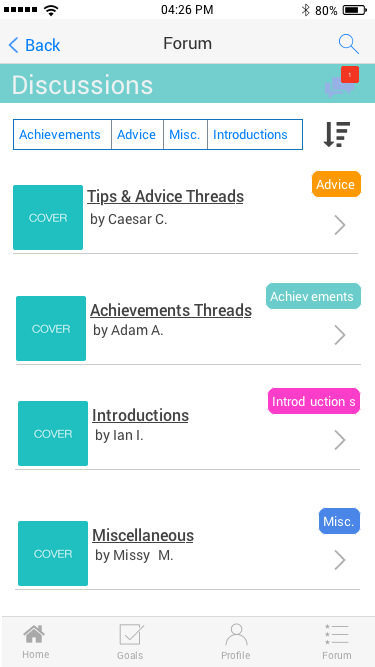 04:26 PM 80%
Back Forum
Discussions
Achievements Advice Misc. Introductions
Advice
COVER Tips & Advice Threads
by Caesar C.
Achiev ements
COVER Achievements Threads
by Adam A.
Introd uction s
COVER Introductions
by Ian I.
Misc.
COVER Miscellaneous
by Missy M.
Home Goals Profile Forum